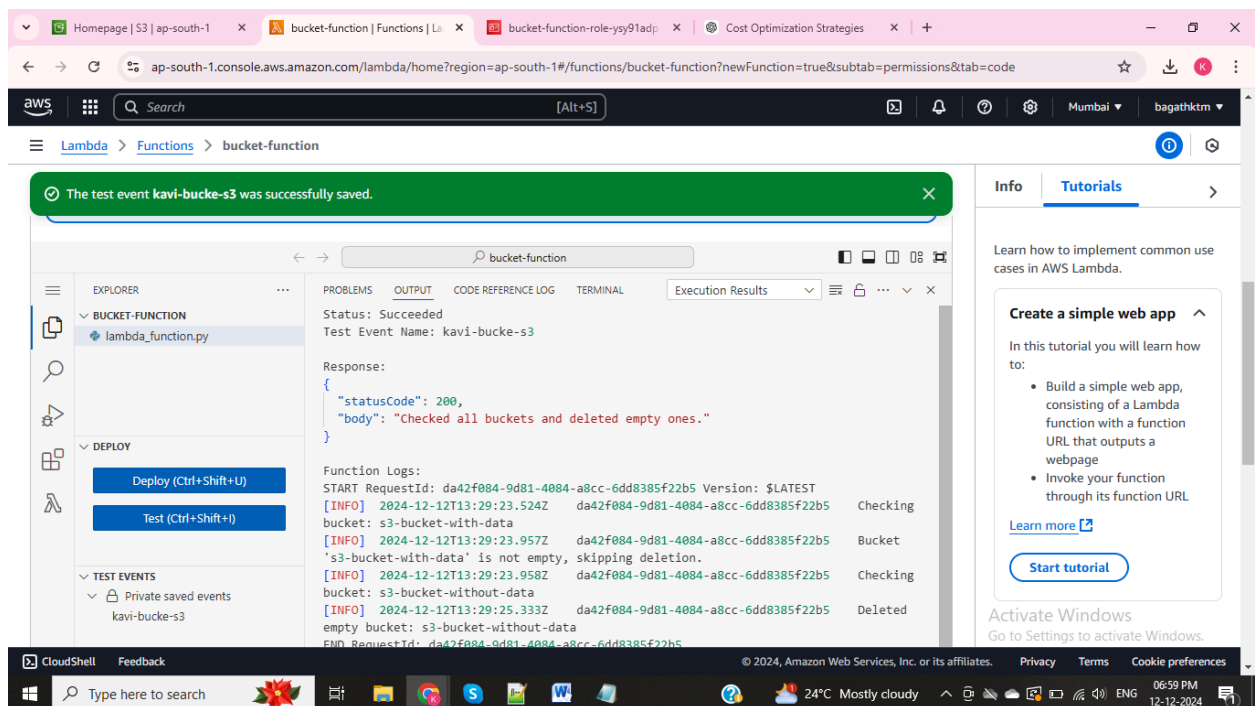 Homepage | S3 | ap-south-1
bucket-function | Functions | La
bucket-function-role-ysy91adp
Cost Optimization Strategies
ap-south-1.console.aws.amazon.com/lambda/home?region=ap-south-1#/functions/bucket-function?newFunction=true&subtab=permissions&tab=code
K
aws
Search
[Alt+S]
Mumbai
bagathktm
Lambda > Functions > bucket-function
The test event kavi-bucke-s3 was successfully saved.
Info
Tutorials
bucket-function
EXPLORER
BUCKET-FUNCTION
lambda_function.py
DEPLOY
Deploy (Ctrl+Shift+U)
Test (Ctrl+Shift+I)
TEST EVENTS
Private saved events
kavi-bucke-s3
PROBLEMS OUTPUT CODE REFERENCE LOG TERMINAL
Execution Results
Status: Succeeded
Test Event Name: kavi-bucke-s3
Response:
{
"statusCode": 200,
"body": "Checked all buckets and deleted empty ones."
}
Function Logs:
START RequestId: da42f084-9d81-4084-a8cc-6dd8385f22b5 Version: $LATEST
[INFO] 2024-12-12T13:29:23.524Z da42f084-9d81-4084-a8cc-6dd8385f22b5 Checking
bucket: s3-bucket-with-data
[INFO] 2024-12-12T13:29:23.957Z da42f084-9d81-4084-a8cc-6dd8385f22b5 Bucket
's3-bucket-with-data' is not empty, skipping deletion.
[INFO] 2024-12-12T13:29:23.958Z da42f084-9d81-4084-a8cc-6dd8385f22b5 Checking
bucket: s3-bucket-without-data
[INFO] 2024-12-12T13:29:25.333Z da42f084-9d81-4084-a8cc-6dd8385f22b5 Deleted
empty bucket: s3-bucket-without-data
END RequestId: da42f084-9d81-4084-a8cc-6dd8385f22b5
Learn how to implement common use
cases in AWS Lambda.
Create a simple web app
In this tutorial you will learn how
to:
• Build a simple web app,
consisting of a Lambda
function with a function
URL that outputs a
webpage
• Invoke your function
through its function URL
Learn more
Start tutorial
Activate Windows
Go to Settings to activate Windows.
CloudShell Feedback
© 2024, Amazon Web Services, Inc. or its affiliates. Privacy Terms Cookie preferences
Type here to search
24°C Mostly cloudy
ENG
06:59 PM
12-12-2024
1